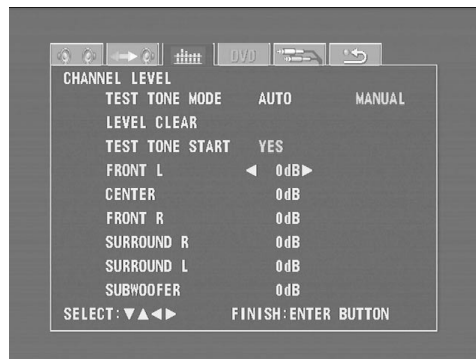 DVD
CHANNEL LEVEL
TEST TONE MODE AUTO MANUAL
LEVEL CLEAR
TEST TONE START YES
FRONT L ◀ 0dB▶
CENTER 0dB
FRONT R 0dB
SURROUND R 0dB
SURROUND L 0dB
SUBWOOFER 0dB
SELECT:▼▲◀▶ FINISH:ENTER BUTTON